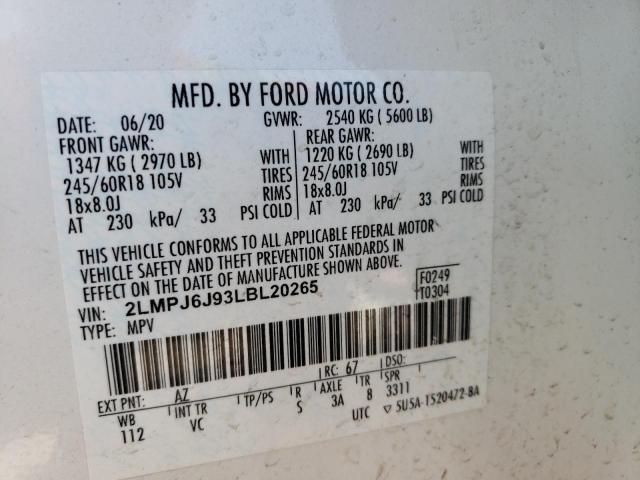 MFD. BY FORD MOTOR CO.
DATE: 06/20 GVWR: 2540 KG ( 5600 LB)
FRONT GAWR: REAR GAWR:
1347 KG ( 2970 LB) WITH 1220 KG ( 2690 LB) WITH
245/60R18 105V TIRES 245/60R18 105V TIRES
18x8.0J RIMS 18x8.0J RIMS
AT 230 kPa/ 33 PSI COLD AT 230 kPa/ 33 PSI COLD
THIS VEHICLE CONFORMS TO ALL APPLICABLE FEDERAL MOTOR
VEHICLE SAFETY AND THEFT PREVENTION STANDARDS IN
EFFECT ON THE DATE OF MANUFACTURE SHOWN ABOVE.
VIN: 2LMPJ6J93LBL20265 F0249
TYPE: MPV T0304
EXT PNT: AZ RC: 67 DSO:
WB INT TR TP/PS R AXLE TR SPR
112 VC S 3A 8 3311
UTC ▽ 5U5A-1520472-BA